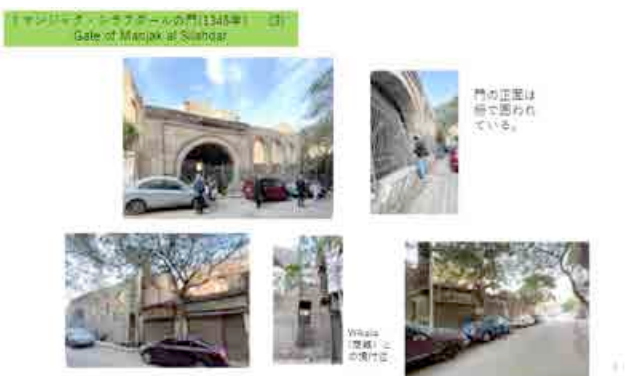 マンジャク・シラフダールの門(1346年) (3)
Gate of Manjak al Silahdar
門の正面は
柵で囲われ
ている。
Wikala